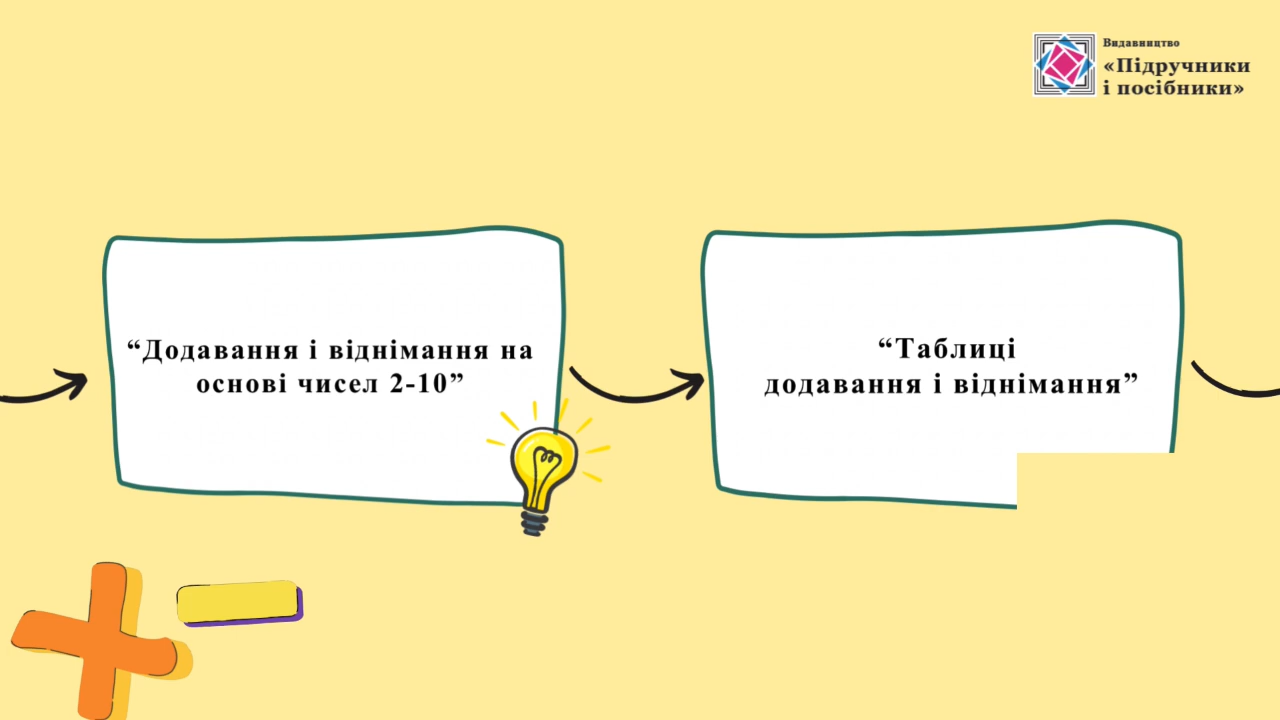 Видавництво
«Підручники
і посібники»
“Додавання і віднімання на
основі чисел 2-10”
“Таблиці
додавання і віднімання”